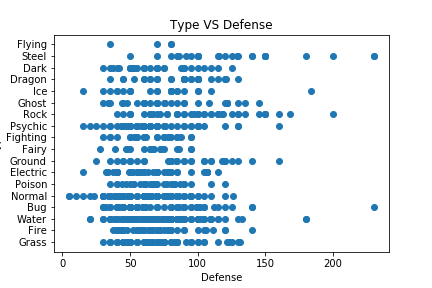 Type VS Defense
Flying
Steel
Dark
Dragon
Ice
Ghost
Rock
Psychic
Fighting
Fairy
Ground
Electric
Poison
Normal
Bug
Water
Fire
Grass
0 50 100 150 200
Defense